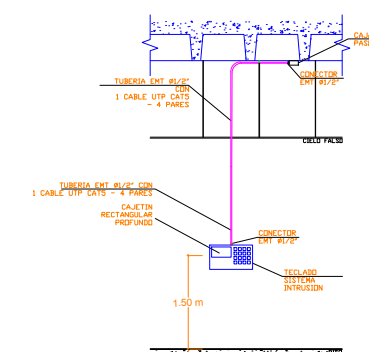 CAJ
PAS
CONECTOR
EMT ø1/2"
TUBERIA EMT ø1/2"
CON
1 CABLE UTP CAT5
- 4 PARES
CIELO FALSO
TUBERIA EMT ø1/2" CON
1 CABLE UTP CAT5 - 4 PARES
CAJETIN
RECTANGULAR
PROFUNDO
CONECTOR
EMT ø1/2"
TECLADO
SISTEMA
INTRUSION
1.50 m